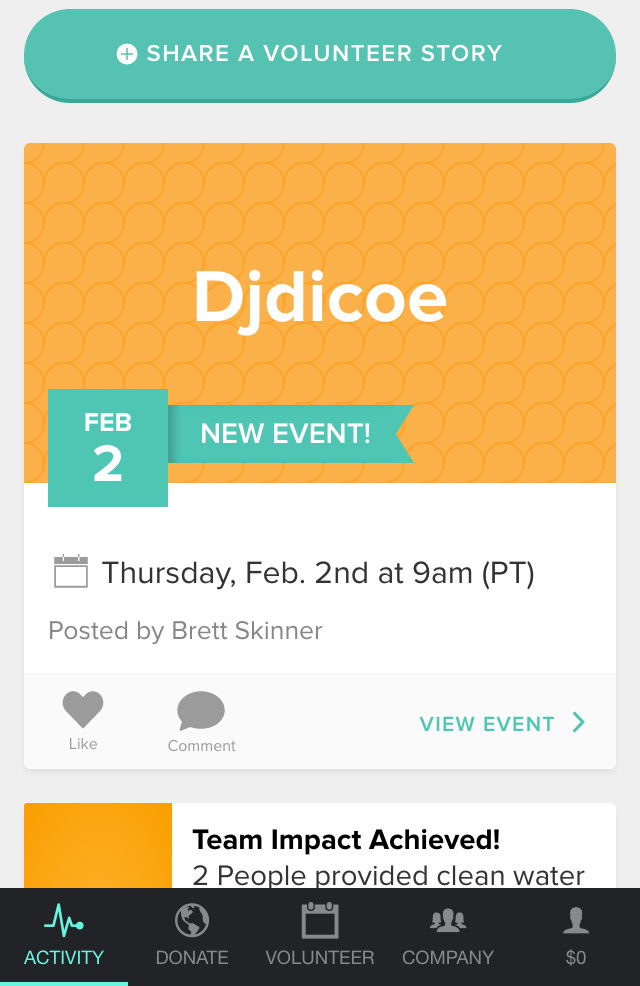 SHARE A VOLUNTEER STORY
Djdicoe
FEB
2
NEW EVENT!
Thursday, Feb. 2nd at 9am (PT)
Posted by Brett Skinner
Like
Comment
VIEW EVENT
Team Impact Achieved!
2 People provided clean water
ACTIVITY
DONATE
VOLUNTEER
COMPANY
$0